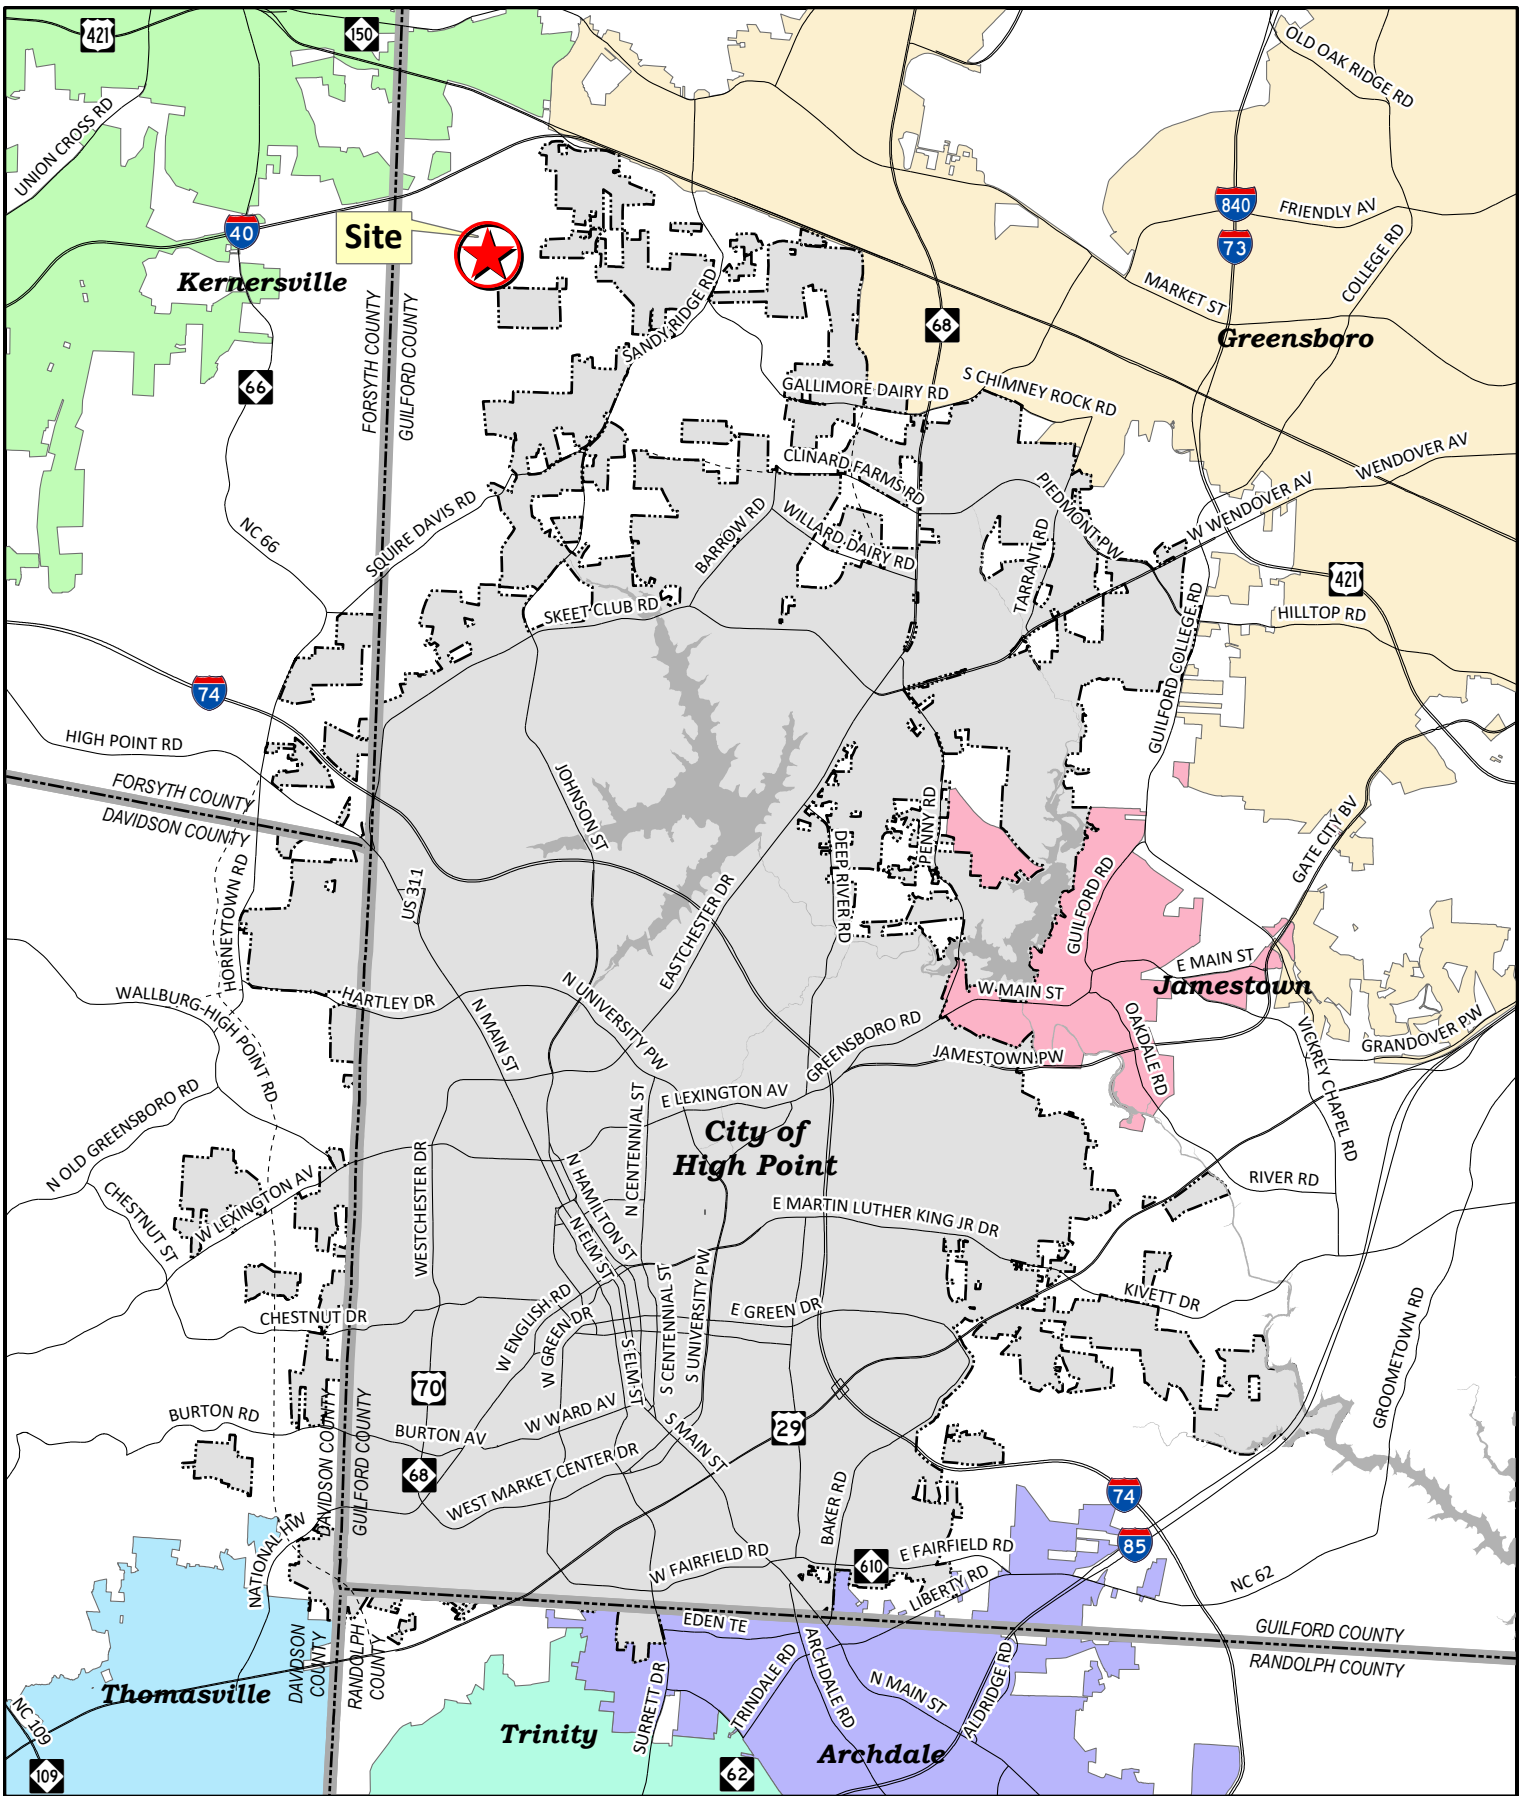 421
150
OLD OAK RIDGE RD
UNION CROSS RD
840
FRIENDLY AV
40
Site
73
COLLEGE RD
Kernersville
MARKET ST
FORSYTH COUNTY
GUILFORD COUNTY
SANDY RIDGE RD
68
Greensboro
66
GALLIMORE DAIRY RD
S CHIMNEY ROCK RD
CLINARD FARMS RD
WENDOVER AV
PIEDMONT PW
W WENDOVER AV
NC 66
SQUIRE DAVIS RD
BARROW RD
WILLARD DAIRY RD
TARRANT RD
421
SKEET CLUB RD
HILLTOP RD
GUILFORD COLLEGE RD
74
HIGH POINT RD
FORSYTH COUNTY
DAVIDSON COUNTY
JOHNSON ST
PENNY RD
DEEP RIVER RD
GATE CITY BV
HORNEYTOWN RD
US 311
EASTCHESTER DR
GUILFORD RD
E MAIN ST
Jamestown
WALLBURG-HIGH POINT RD
HARTLEY DR
N UNIVERSITY PW
W MAIN ST
N MAIN ST
GREENSBORO RD
OAKDALE RD
VICKREY CHAPEL RD
GRANDOVER PW
JAMESTOWN PW
N OLD GREENSBORO RD
E LEXINGTON AV
N CENTENNIAL ST
City of
High Point
WESTCHESTER DR
N HAMILTON ST
RIVER RD
CHESTNUT ST
W LEXINGTON AV
N ELM ST
E MARTIN LUTHER KING JR DR
KIVETT DR
CHESTNUT DR
W ENGLISH RD
W GREEN DR
S CENTENNIAL ST
S UNIVERSITY PW
E GREEN DR
GROOMETOWN RD
S ELM ST
70
BURTON RD
DAVIDSON COUNTY
GUILFORD COUNTY
BURTON AV
W WARD AV
29
S MAIN ST
68
WEST MARKET CENTER DR
BAKER RD
74
NATIONAL HW
85
W FAIRFIELD RD
610
E FAIRFIELD RD
LIBERTY RD
NC 62
EDEN TE
GUILFORD COUNTY
RANDOLPH COUNTY
DAVIDSON
COUNTY
RANDOLPH
COUNTY
Thomasville
SURRETT DR
TRINDALE RD
ARCHDALE RD
N MAIN ST
ALDRIDGE RD
NC 109
Trinity
Archdale
109
62